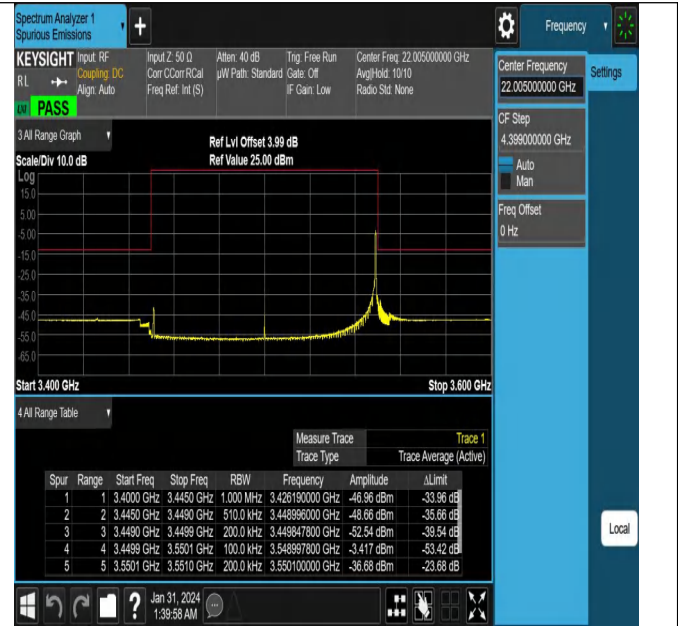 Spectrum Analyzer 1
Spurious Emissions
+
Frequency
KEYSIGHT Input: RF Input Z: 50 Ω Atten: 40 dB Trig: Free Run Center Freq: 22.005000000 GHz
RL Coupling: DC Corr CCorr RCal µW Path: Standard Gate: Off Avg|Hold: 10/10
Align: Auto Freq Ref: Int (S) IF Gain: Low Radio Std: None
PASS
Center Frequency
22.005000000 GHz
Settings
CF Step
4.399000000 GHz
Auto
Man
Freq Offset
0 Hz
3 All Range Graph
Ref Lvl Offset 3.99 dB
Scale/Div 10.0 dB Ref Value 25.00 dBm
Log
15.0
5.00
-5.00
-15.0
-25.0
-35.0
-45.0
-55.0
-65.0
Start 3.400 GHz Stop 3.600 GHz
4 All Range Table
Measure Trace Trace 1
Trace Type Trace Average (Active)
Spur Range Start Freq Stop Freq RBW Frequency Amplitude ΔLimit
1 1 3.4000 GHz 3.4450 GHz 1.000 MHz 3.426190000 GHz -46.96 dBm -33.96 dB
2 2 3.4450 GHz 3.4490 GHz 510.0 kHz 3.448996000 GHz -48.66 dBm -35.66 dB
3 3 3.4490 GHz 3.4499 GHz 200.0 kHz 3.449847800 GHz -52.54 dBm -39.54 dB
4 4 3.4499 GHz 3.5501 GHz 100.0 kHz 3.548997800 GHz -3.417 dBm -53.42 dB
5 5 3.5501 GHz 3.5510 GHz 200.0 kHz 3.550100000 GHz -36.68 dBm -23.68 dB
Local
?
Jan 31, 2024
1:39:58 AM